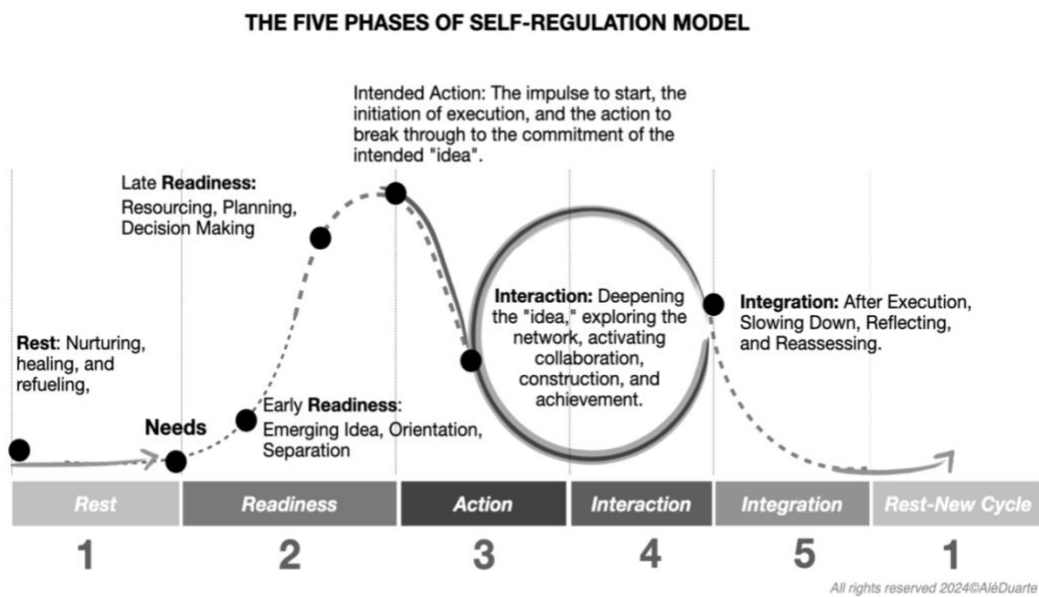 THE FIVE PHASES OF SELF-REGULATION MODEL
Intended Action: The impulse to start, the
initiation of execution, and the action to
break through to the commitment of the
intended "idea".
Late Readiness:
Resourcing, Planning,
Decision Making
Interaction: Deepening
the "idea," exploring the
network, activating
collaboration,
construction, and
achievement.
Integration: After Execution,
Slowing Down, Reflecting,
and Reassessing.
Rest: Nurturing,
healing, and
refueling,
Needs
Early Readiness:
Emerging Idea, Orientation,
Separation
Rest
Readiness
Action
Interaction
Integration
Rest-New Cycle
1
2
3
4
5
1
All rights reserved 2024©AléDuarte